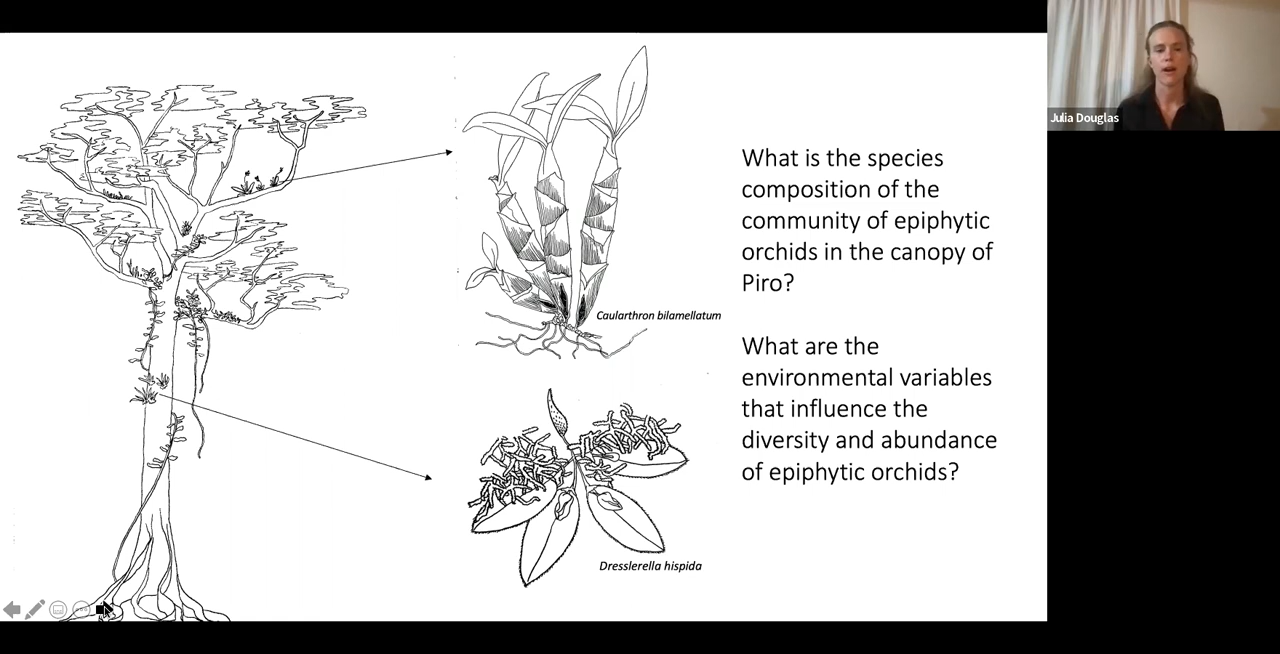 Julia Douglas
What is the species
composition of the
community of epiphytic
orchids in the canopy of
Piro?
What are the
environmental variables
that influence the
diversity and abundance
of epiphytic orchids?
Caularthron bilamellatum
Dresslerella hispida